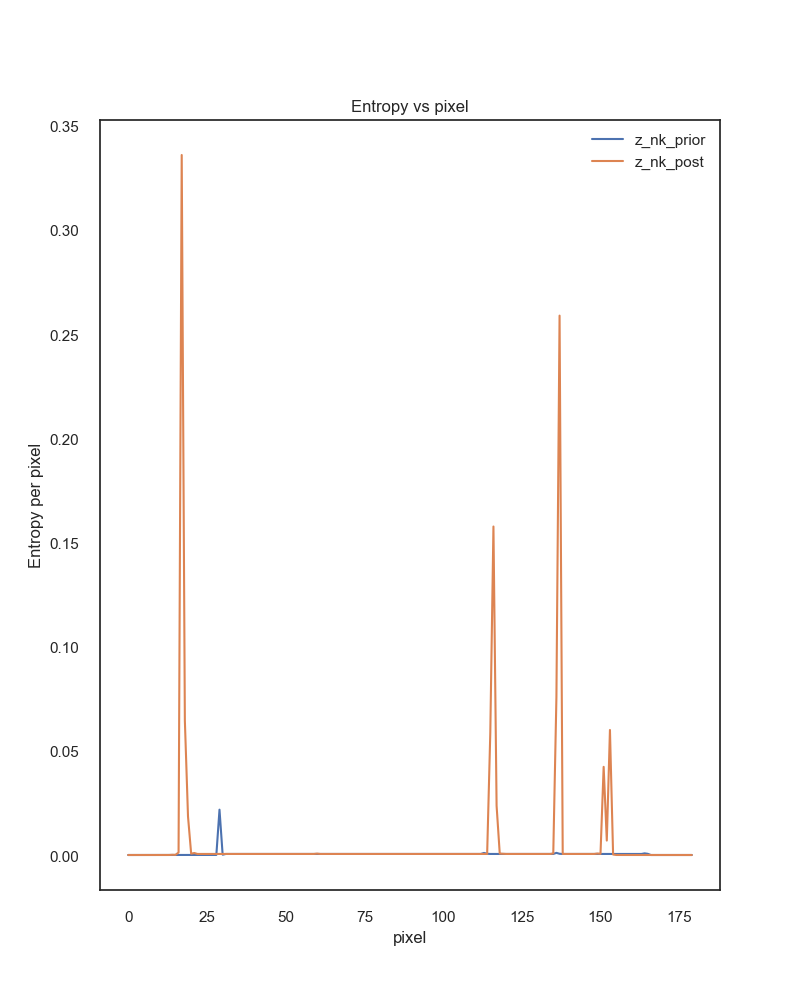 Entropy vs pixel
z_nk_prior
z_nk_post
Entropy per pixel
0.35
0.30
0.25
0.20
0.15
0.10
0.05
0.00
0 25 50 75 100 125 150 175
pixel